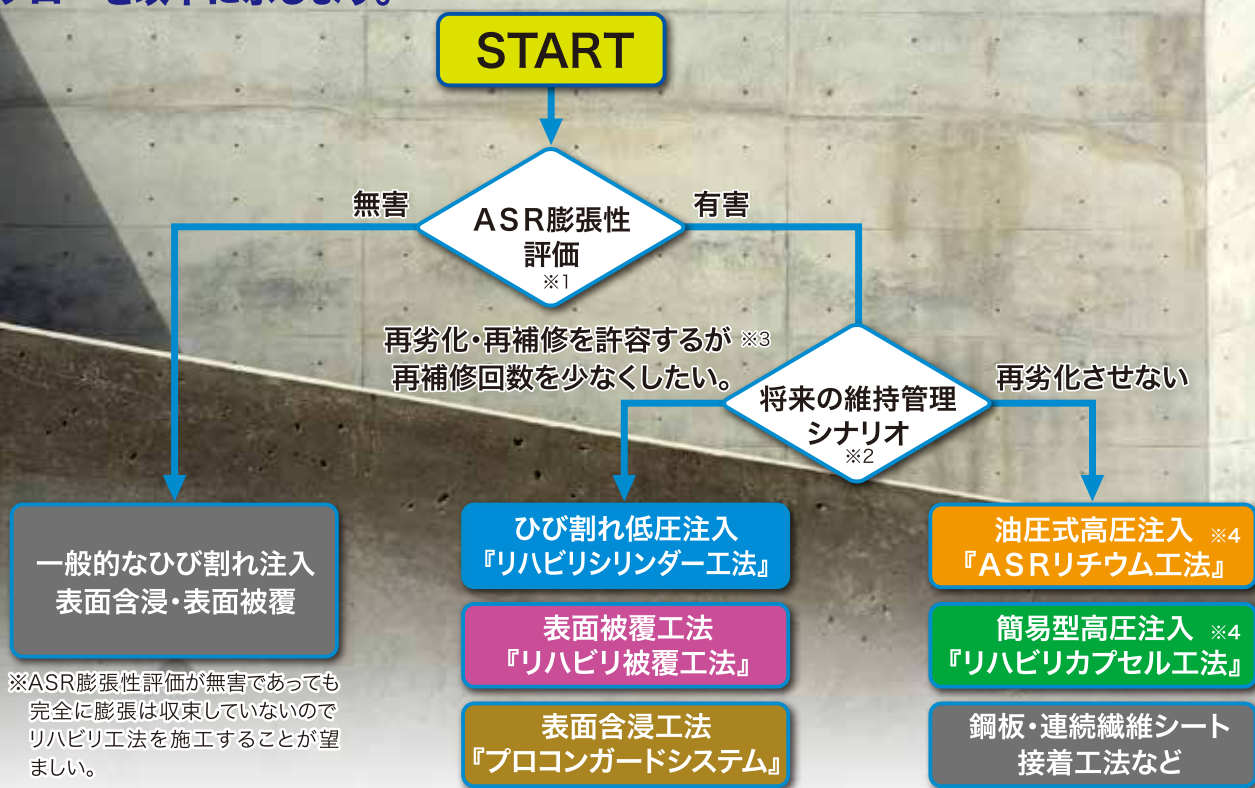 フローを以下に示します。
START
無害
有害
ASR膨張性
評価
※1
再劣化・再補修を許容するが ※3
再補修回数を少なくしたい。
将来の維持管理
シナリオ
※2
再劣化させない
一般的なひび割れ注入
表面含浸・表面被覆
※ASR膨張性評価が無害であっても
完全に膨張は収束していないので
リハビリ工法を施工することが望
ましい。
ひび割れ低圧注入
『リハビリシリンダー工法』
表面被覆工法
『リハビリ被覆工法』
表面含浸工法
『プロコンガードシステム』
油圧式高圧注入 ※4
『ASRリチウム工法』
簡易型高圧注入 ※4
『リハビリカプセル工法』
鋼板・連続繊維シート
接着工法など